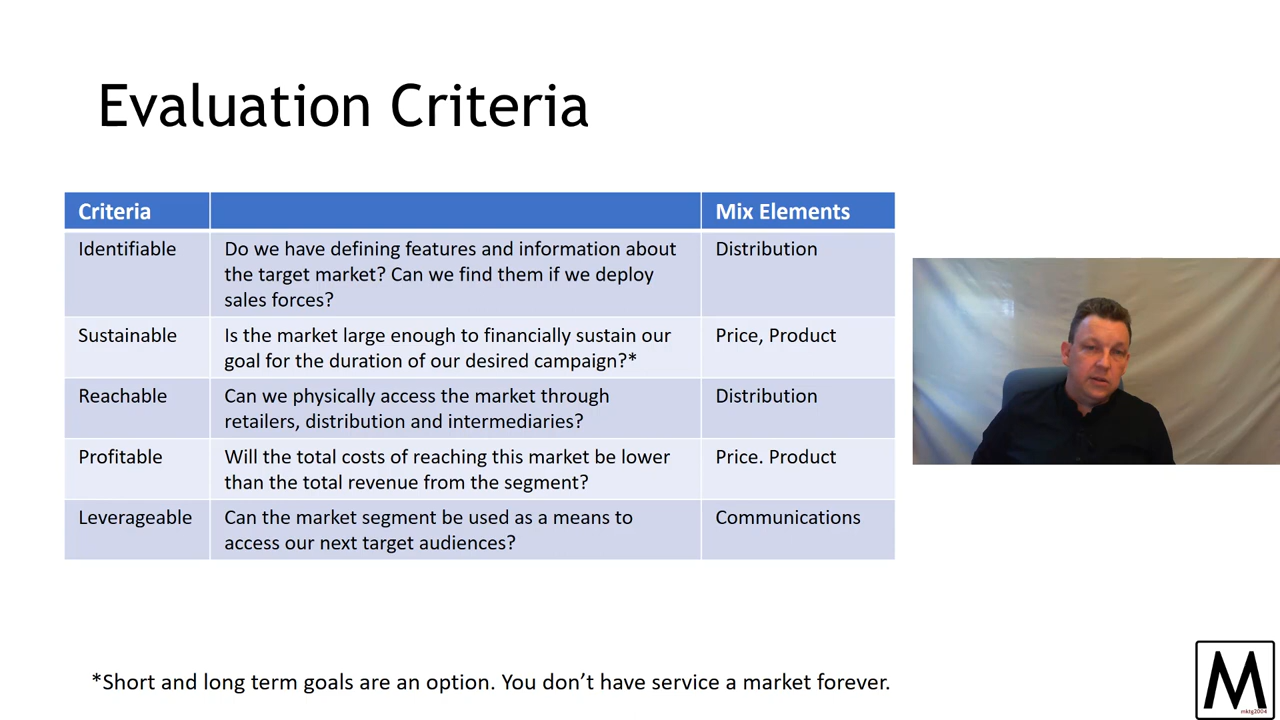 Evaluation Criteria
Criteria
Mix Elements
Identifiable
Do we have defining features and information about
the target market? Can we find them if we deploy
sales forces?
Distribution
Sustainable
Is the market large enough to financially sustain our
goal for the duration of our desired campaign?*
Price, Product
Reachable
Can we physically access the market through
retailers, distribution and intermediaries?
Distribution
Profitable
Will the total costs of reaching this market be lower
than the total revenue from the segment?
Price. Product
Leverageable
Can the market segment be used as a means to
access our next target audiences?
Communications
*Short and long term goals are an option. You don’t have service a market forever.
M
mktg2004